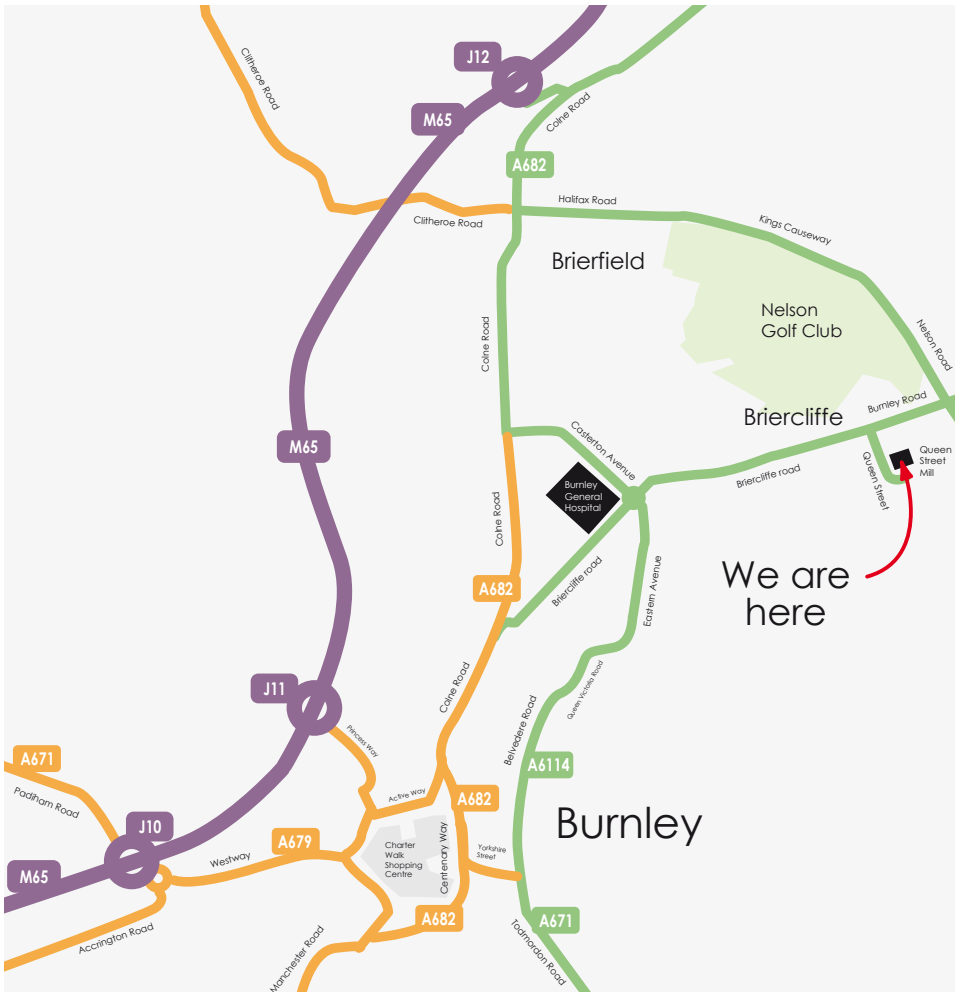 J12
Clitheroe Road
M65
Colne Road
A682
Halifax Road
Clitheroe Road
Kings Causeway
Brierfield
Nelson
Golf Club
Nelson Road
Colne Road
Burnley Road
Briercliffe
M65
Casterton Avenue
Queen
Street
Mill
Queen Street
Briercliffe road
Burnley
General
Hospital
Colne Road
We are
here
A682
Briercliffe road
Eastern Avenue
J11
Colne Road
Queen Victoria Road
Belvedere Road
Princess Way
A671
A6114
Padiham Road
Active Way
A682
J10
A679
Burnley
Westway
Charter
Walk
Shopping
Centre
Centenary Way
Yorkshire
Street
M65
A682
A671
Accrington Road
Manchester Road
Todmordon Road